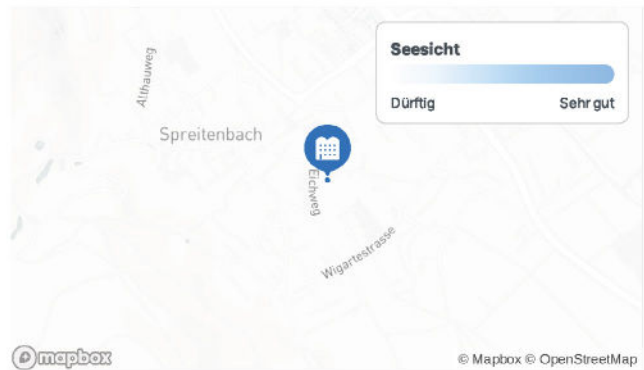 Seesicht
Dürftig Sehr gut
Althauweg
Spreitenbach
Eichweg
Wigartestrasse
mapbox
© Mapbox © OpenStreetMap